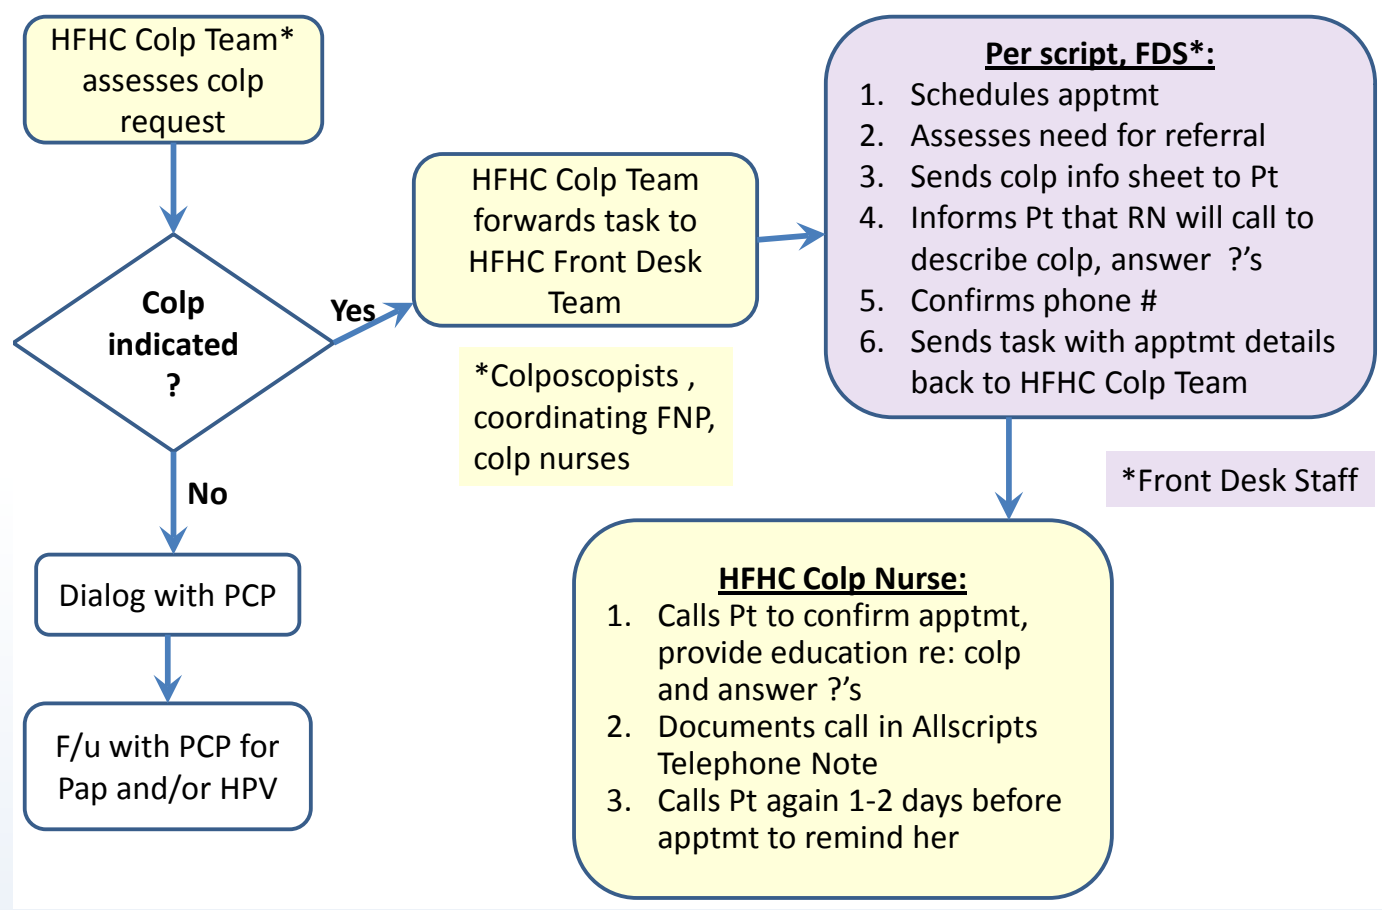 HFHC Colp Team*
assesses colp
request
Colp
indicated
?
Yes
No
Dialog with PCP
F/u with PCP for
Pap and/or HPV
HFHC Colp Team
forwards task to
HFHC Front Desk
Team
*Colposcopists ,
coordinating FNP,
colp nurses
Per script, FDS*:
1. Schedules apptmt
2. Assesses need for referral
3. Sends colp info sheet to Pt
4. Informs Pt that RN will call to
describe colp, answer ?'s
5. Confirms phone #
6. Sends task with apptmt details
back to HFHC Colp Team
*Front Desk Staff
HFHC Colp Nurse:
1. Calls Pt to confirm apptmt,
provide education re: colp
and answer ?'s
2. Documents call in Allscripts
Telephone Note
3. Calls Pt again 1-2 days before
apptmt to remind her